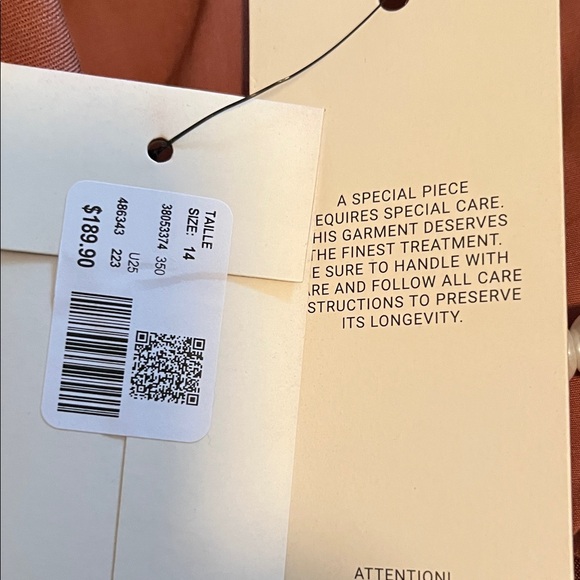 TAILLE
SIZE: 14
38053374 350
U25
486343 223
$189.90
A SPECIAL PIECE
EQUIRES SPECIAL CARE.
HIS GARMENT DESERVES
THE FINEST TREATMENT.
E SURE TO HANDLE WITH
ARE AND FOLLOW ALL CARE
STRUCTIONS TO PRESERVE
ITS LONGEVITY.
ATTENTION!